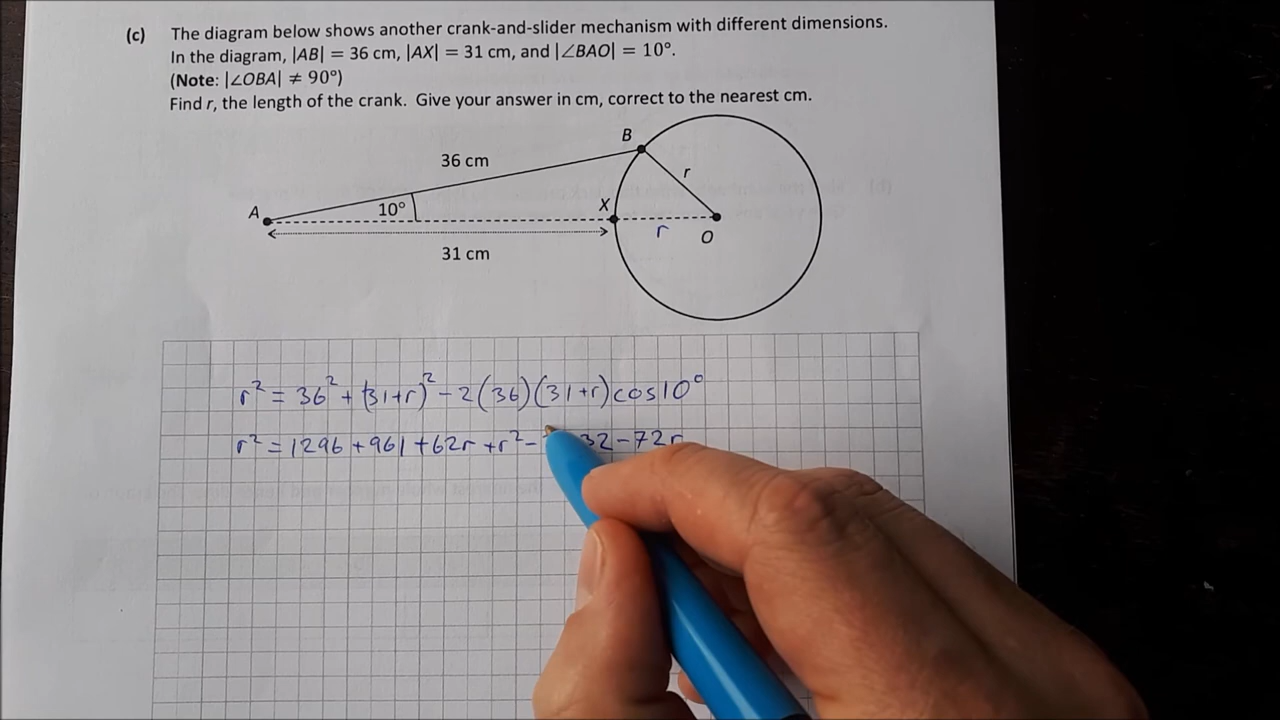 (c) The diagram below shows another crank-and-slider mechanism with different dimensions.
In the diagram, |AB| = 36 cm, |AX| = 31 cm, and |∠BAO| = 10°.
(Note: |∠OBA| ≠ 90°)
Find r, the length of the crank. Give your answer in cm, correct to the nearest cm.
B
36 cm
r
A
10°
X
r
O
31 cm
r² = 36² + (31+r)² - 2(36)(31+r)cos10°
r² = 1296 + 961 + 62r + r² - 32 - 72r